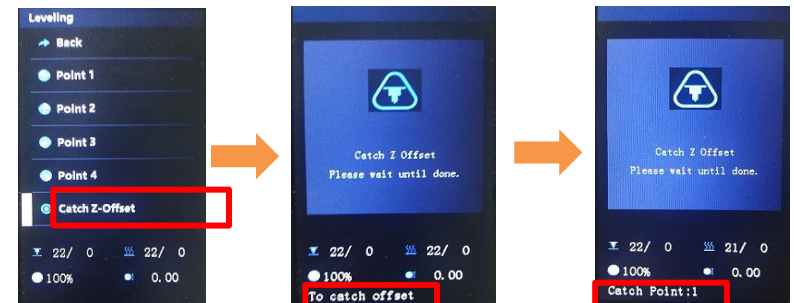 Leveling
Back
Point 1
Point 2
Point 3
Point 4
Catch Z-Offset
22/ 0 22/ 0
100% 0.00
Catch Z Offset
Please wait until done.
22/ 0 22/ 0
100% 0.00
To catch offset
Catch Z Offset
Please wait until done.
22/ 0 21/ 0
100% 0.00
Catch Point:1